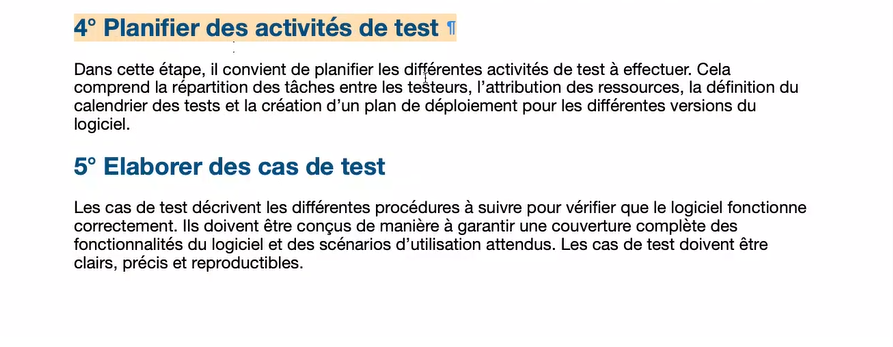 4° Planifier des activités de test ¶
Dans cette étape, il convient de planifier les différentes activités de test à effectuer. Cela
comprend la répartition des tâches entre les testeurs, l’attribution des ressources, la définition du
calendrier des tests et la création d’un plan de déploiement pour les différentes versions du
logiciel.
5° Elaborer des cas de test
Les cas de test décrivent les différentes procédures à suivre pour vérifier que le logiciel fonctionne
correctement. Ils doivent être conçus de manière à garantir une couverture complète des
fonctionnalités du logiciel et des scénarios d’utilisation attendus. Les cas de test doivent être
clairs, précis et reproductibles.